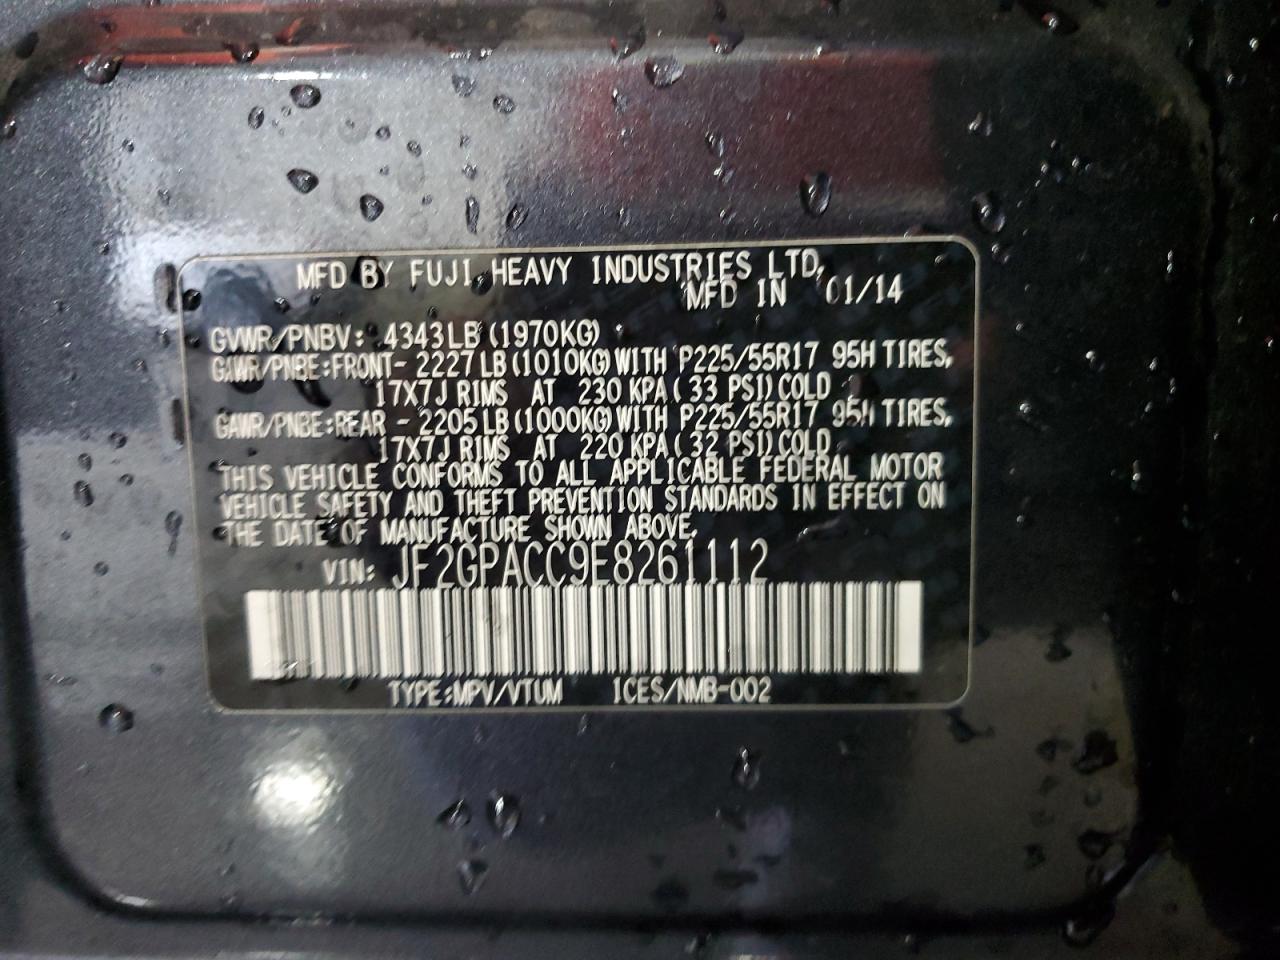 MFD BY FUJI HEAVY INDUSTRIES LTD.
MFD IN 01/14
GVWR/PNBV: 4343LB (1970KG)
GAWR/PNBE:FRONT- 2227LB (1010KG) WITH P225/55R17 95H TIRES,
17X7J RIMS AT 230 KPA (33 PSI) COLD
GAWR/PNBE:REAR - 2205LB (1000KG) WITH P225/55R17 95H TIRES,
17X7J RIMS AT 220 KPA (32 PSI) COLD
THIS VEHICLE CONFORMS TO ALL APPLICABLE FEDERAL MOTOR
VEHICLE SAFETY AND THEFT PREVENTION STANDARDS IN EFFECT ON
THE DATE OF MANUFACTURE SHOWN ABOVE.
VIN: JF2GPACC9E8261112
TYPE:MPV/VTUM ICES/NMB-002